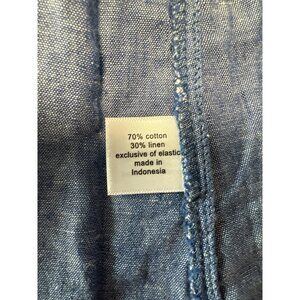 70% cotton
30% linen
exclusive of elastic
made in
Indonesia